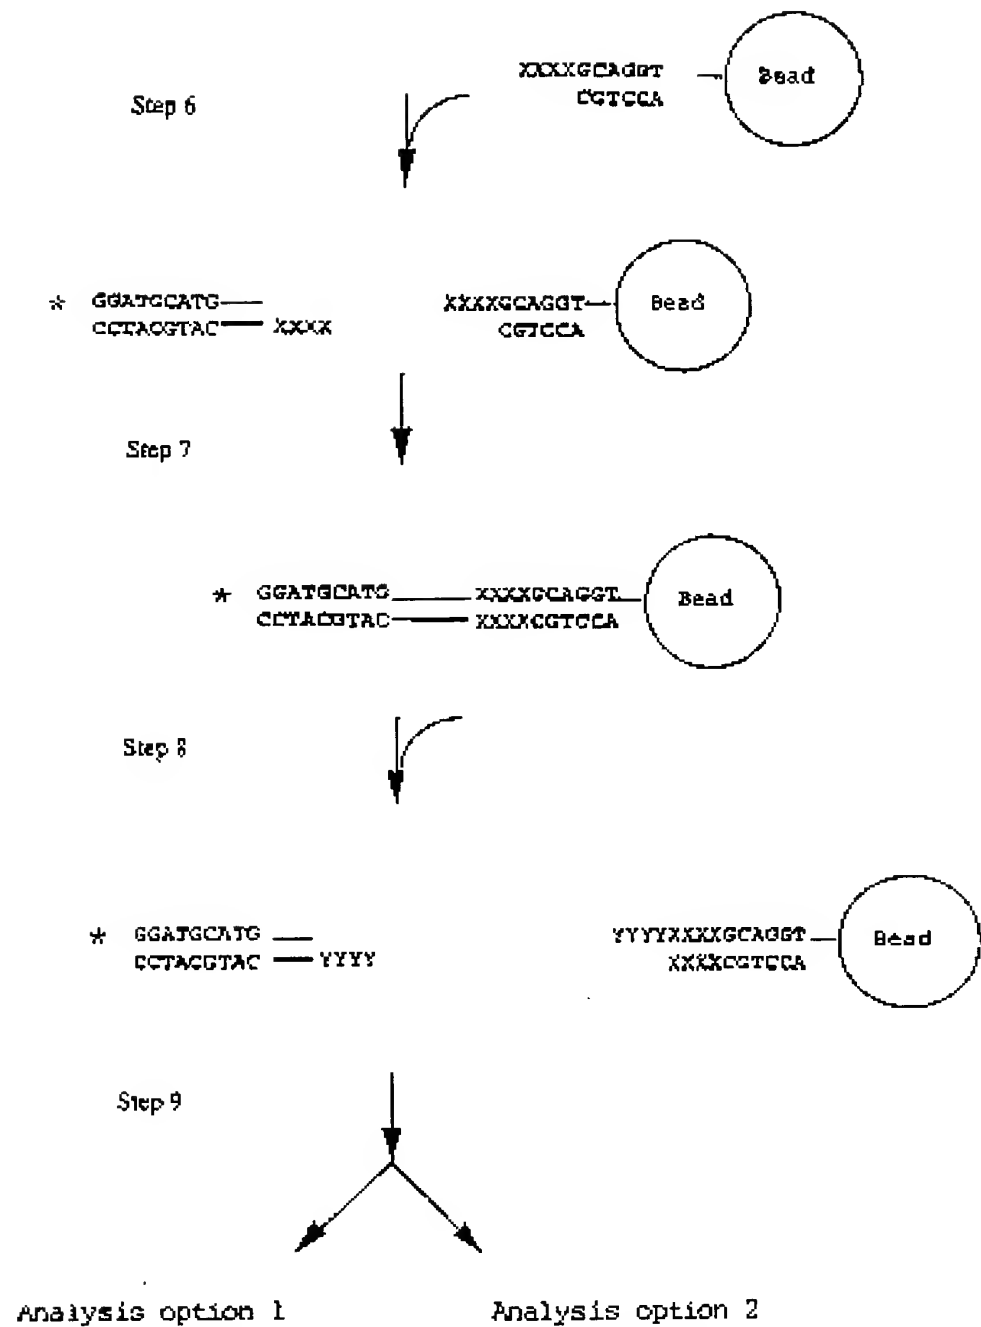 XXXXGCAGGT
Bead
CGTCCA
Step 6
* GGATGCATG
CCTACGTAC XXXX
XXXXGCAGGT
CGTCCA
Bead
Step 7
* GGATGCATG XXXXGCAGGT
CCTACGTAC XXXXCGTCCA
Bead
Step 8
* GGATGCATG
CCTACGTAC YYYY
YYYYXXXXGCAGGT
XXXXCGTCCA
Bead
Step 9
Analysis option 1
Analysis option 2